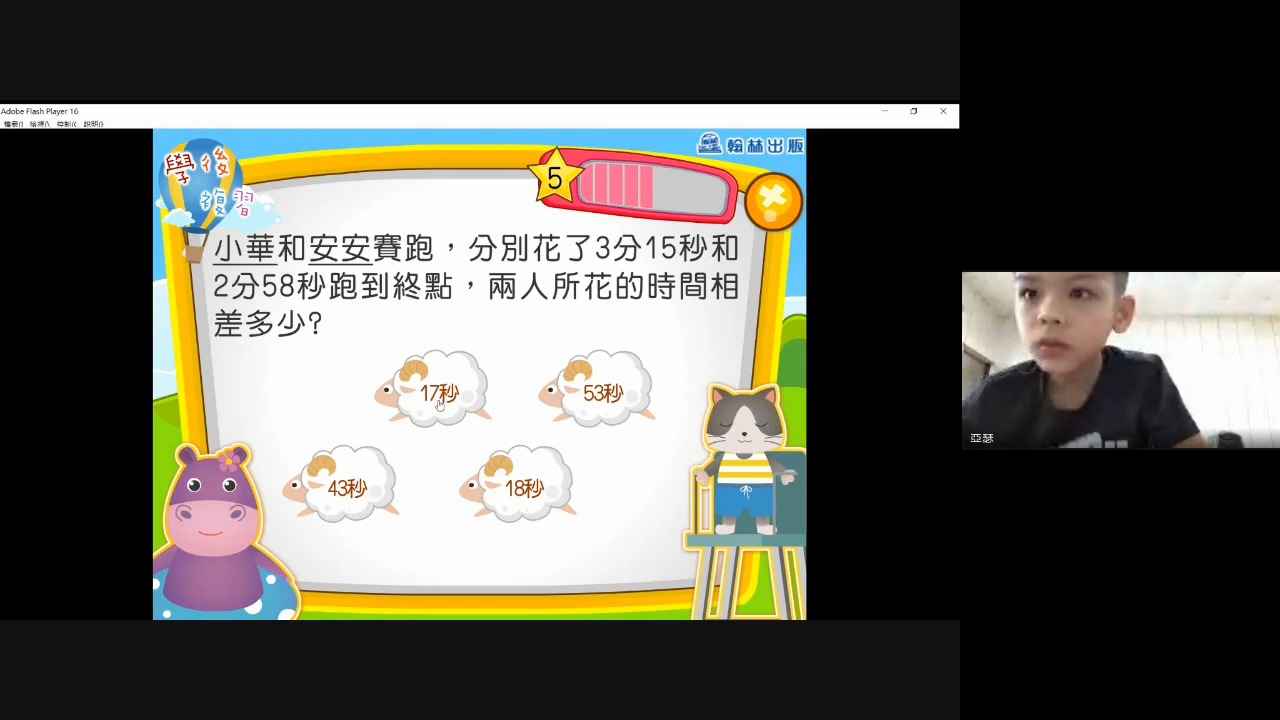 Adobe Flash Player 16
學後
複習
翰林出版
5
小華和安安賽跑，分別花了3分15秒和
2分58秒跑到終點，兩人所花的時間相
差多少?
17秒
53秒
43秒
18秒
亞瑟